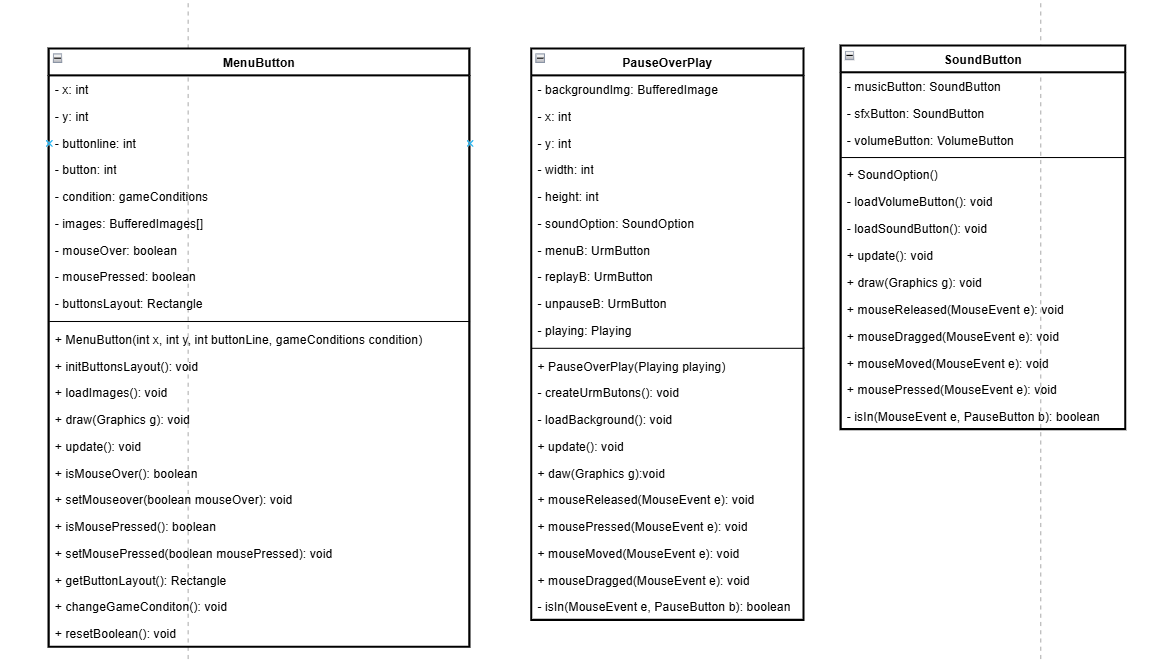 MenuButton
- x: int
- y: int
- buttonline: int
- button: int
- condition: gameConditions
- images: BufferedImages[]
- mouseOver: boolean
- mousePressed: boolean
- buttonsLayout: Rectangle
+ MenuButton(int x, int y, int buttonLine, gameConditions condition)
+ initButtonsLayout(): void
+ loadImages(): void
+ draw(Graphics g): void
+ update(): void
+ isMouseOver(): boolean
+ setMouseover(boolean mouseOver): void
+ isMousePressed(): boolean
+ setMousePressed(boolean mousePressed): void
+ getButtonLayout(): Rectangle
+ changeGameConditon(): void
+ resetBoolean(): void
PauseOverPlay
- backgroundImg: BufferedImage
- x: int
- y: int
- width: int
- height: int
- soundOption: SoundOption
- menuB: UrmButton
- replayB: UrmButton
- unpauseB: UrmButton
- playing: Playing
+ PauseOverPlay(Playing playing)
- createUrmButons(): void
- loadBackground(): void
+ update(): void
+ daw(Graphics g):void
+ mouseReleased(MouseEvent e): void
+ mousePressed(MouseEvent e): void
+ mouseMoved(MouseEvent e): void
+ mouseDragged(MouseEvent e): void
- isIn(MouseEvent e, PauseButton b): boolean
SoundButton
- musicButton: SoundButton
- sfxButton: SoundButton
- volumeButton: VolumeButton
+ SoundOption()
- loadVolumeButton(): void
- loadSoundButton(): void
+ update(): void
+ draw(Graphics g): void
+ mouseReleased(MouseEvent e): void
+ mouseDragged(MouseEvent e): void
+ mouseMoved(MouseEvent e): void
+ mousePressed(MouseEvent e): void
- isIn(MouseEvent e, PauseButton b): boolean